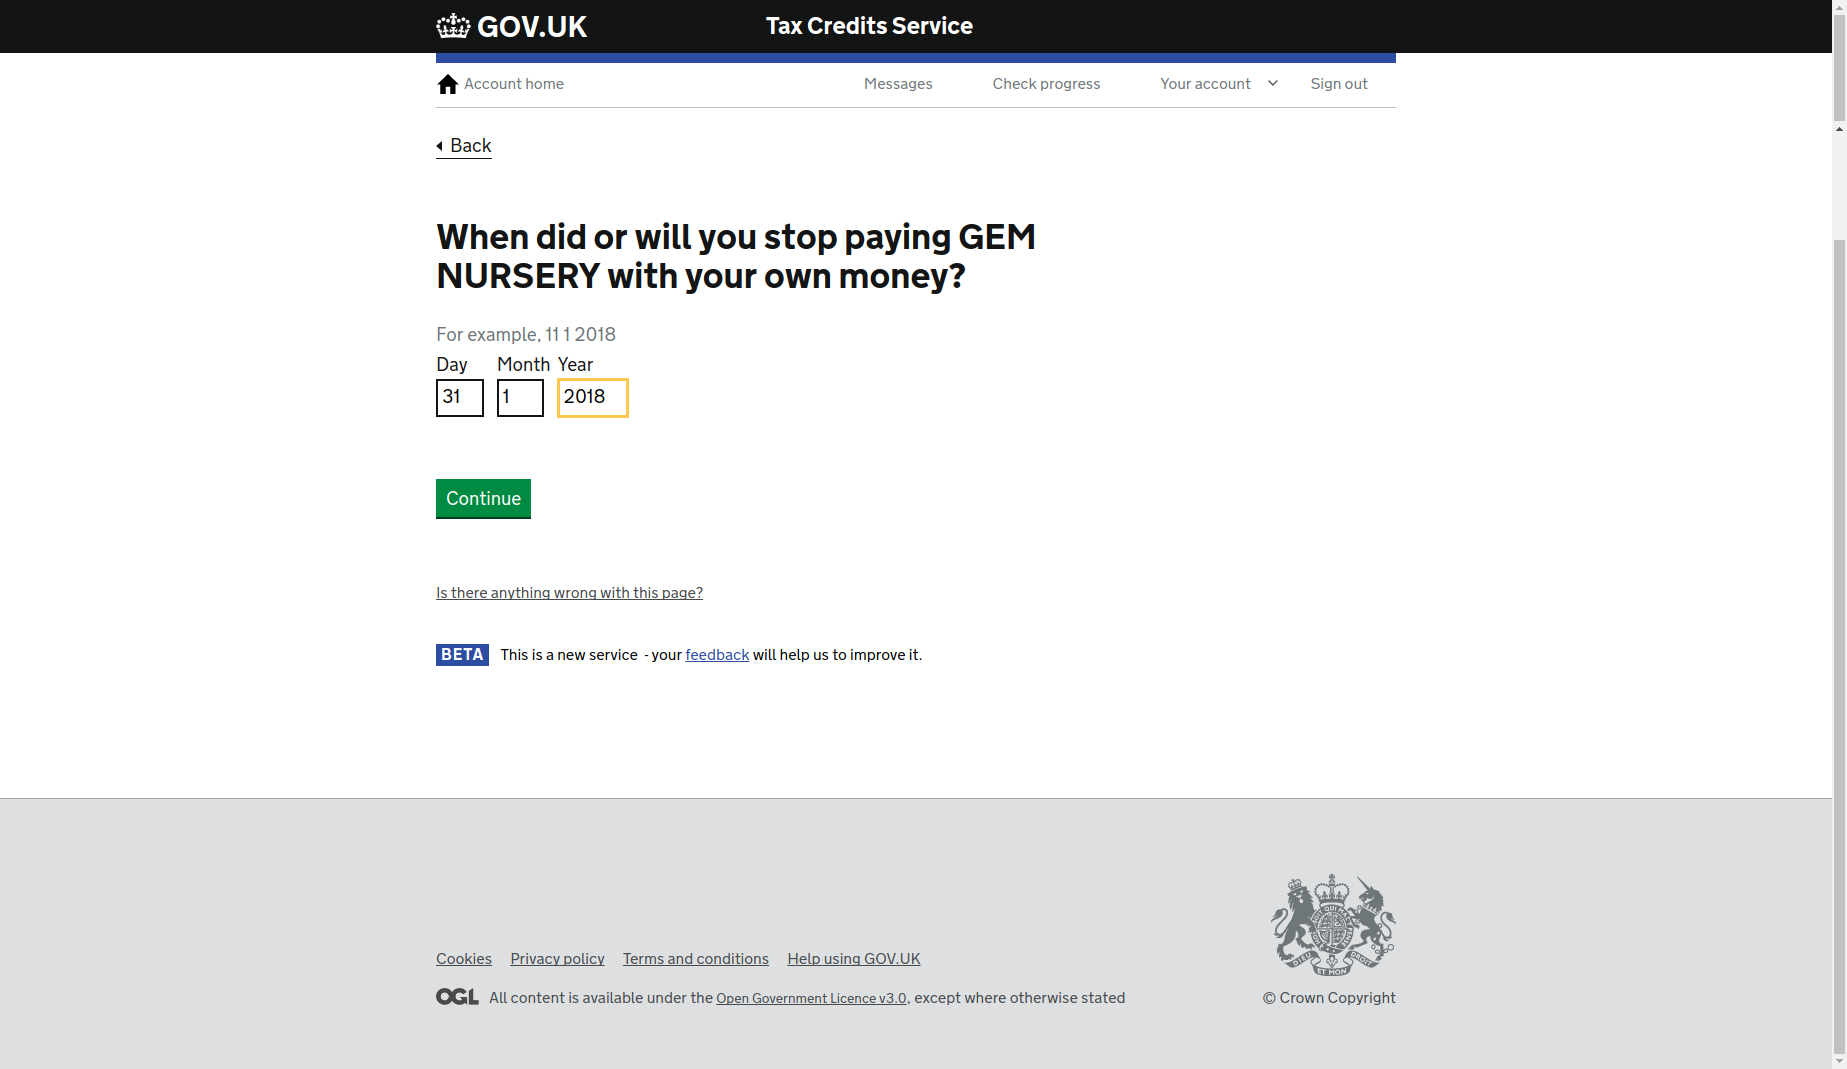 GOV.UK
Tax Credits Service
Account home
Messages
Check progress
Your account
Sign out
Back
When did or will you stop paying GEM
NURSERY with your own money?
For example, 11 1 2018
Day Month Year
31 1 2018
Continue
Is there anything wrong with this page?
BETA This is a new service - your feedback will help us to improve it.
Cookies Privacy policy Terms and conditions Help using GOV.UK
OGL All content is available under the Open Government Licence v3.0, except where otherwise stated
© Crown Copyright